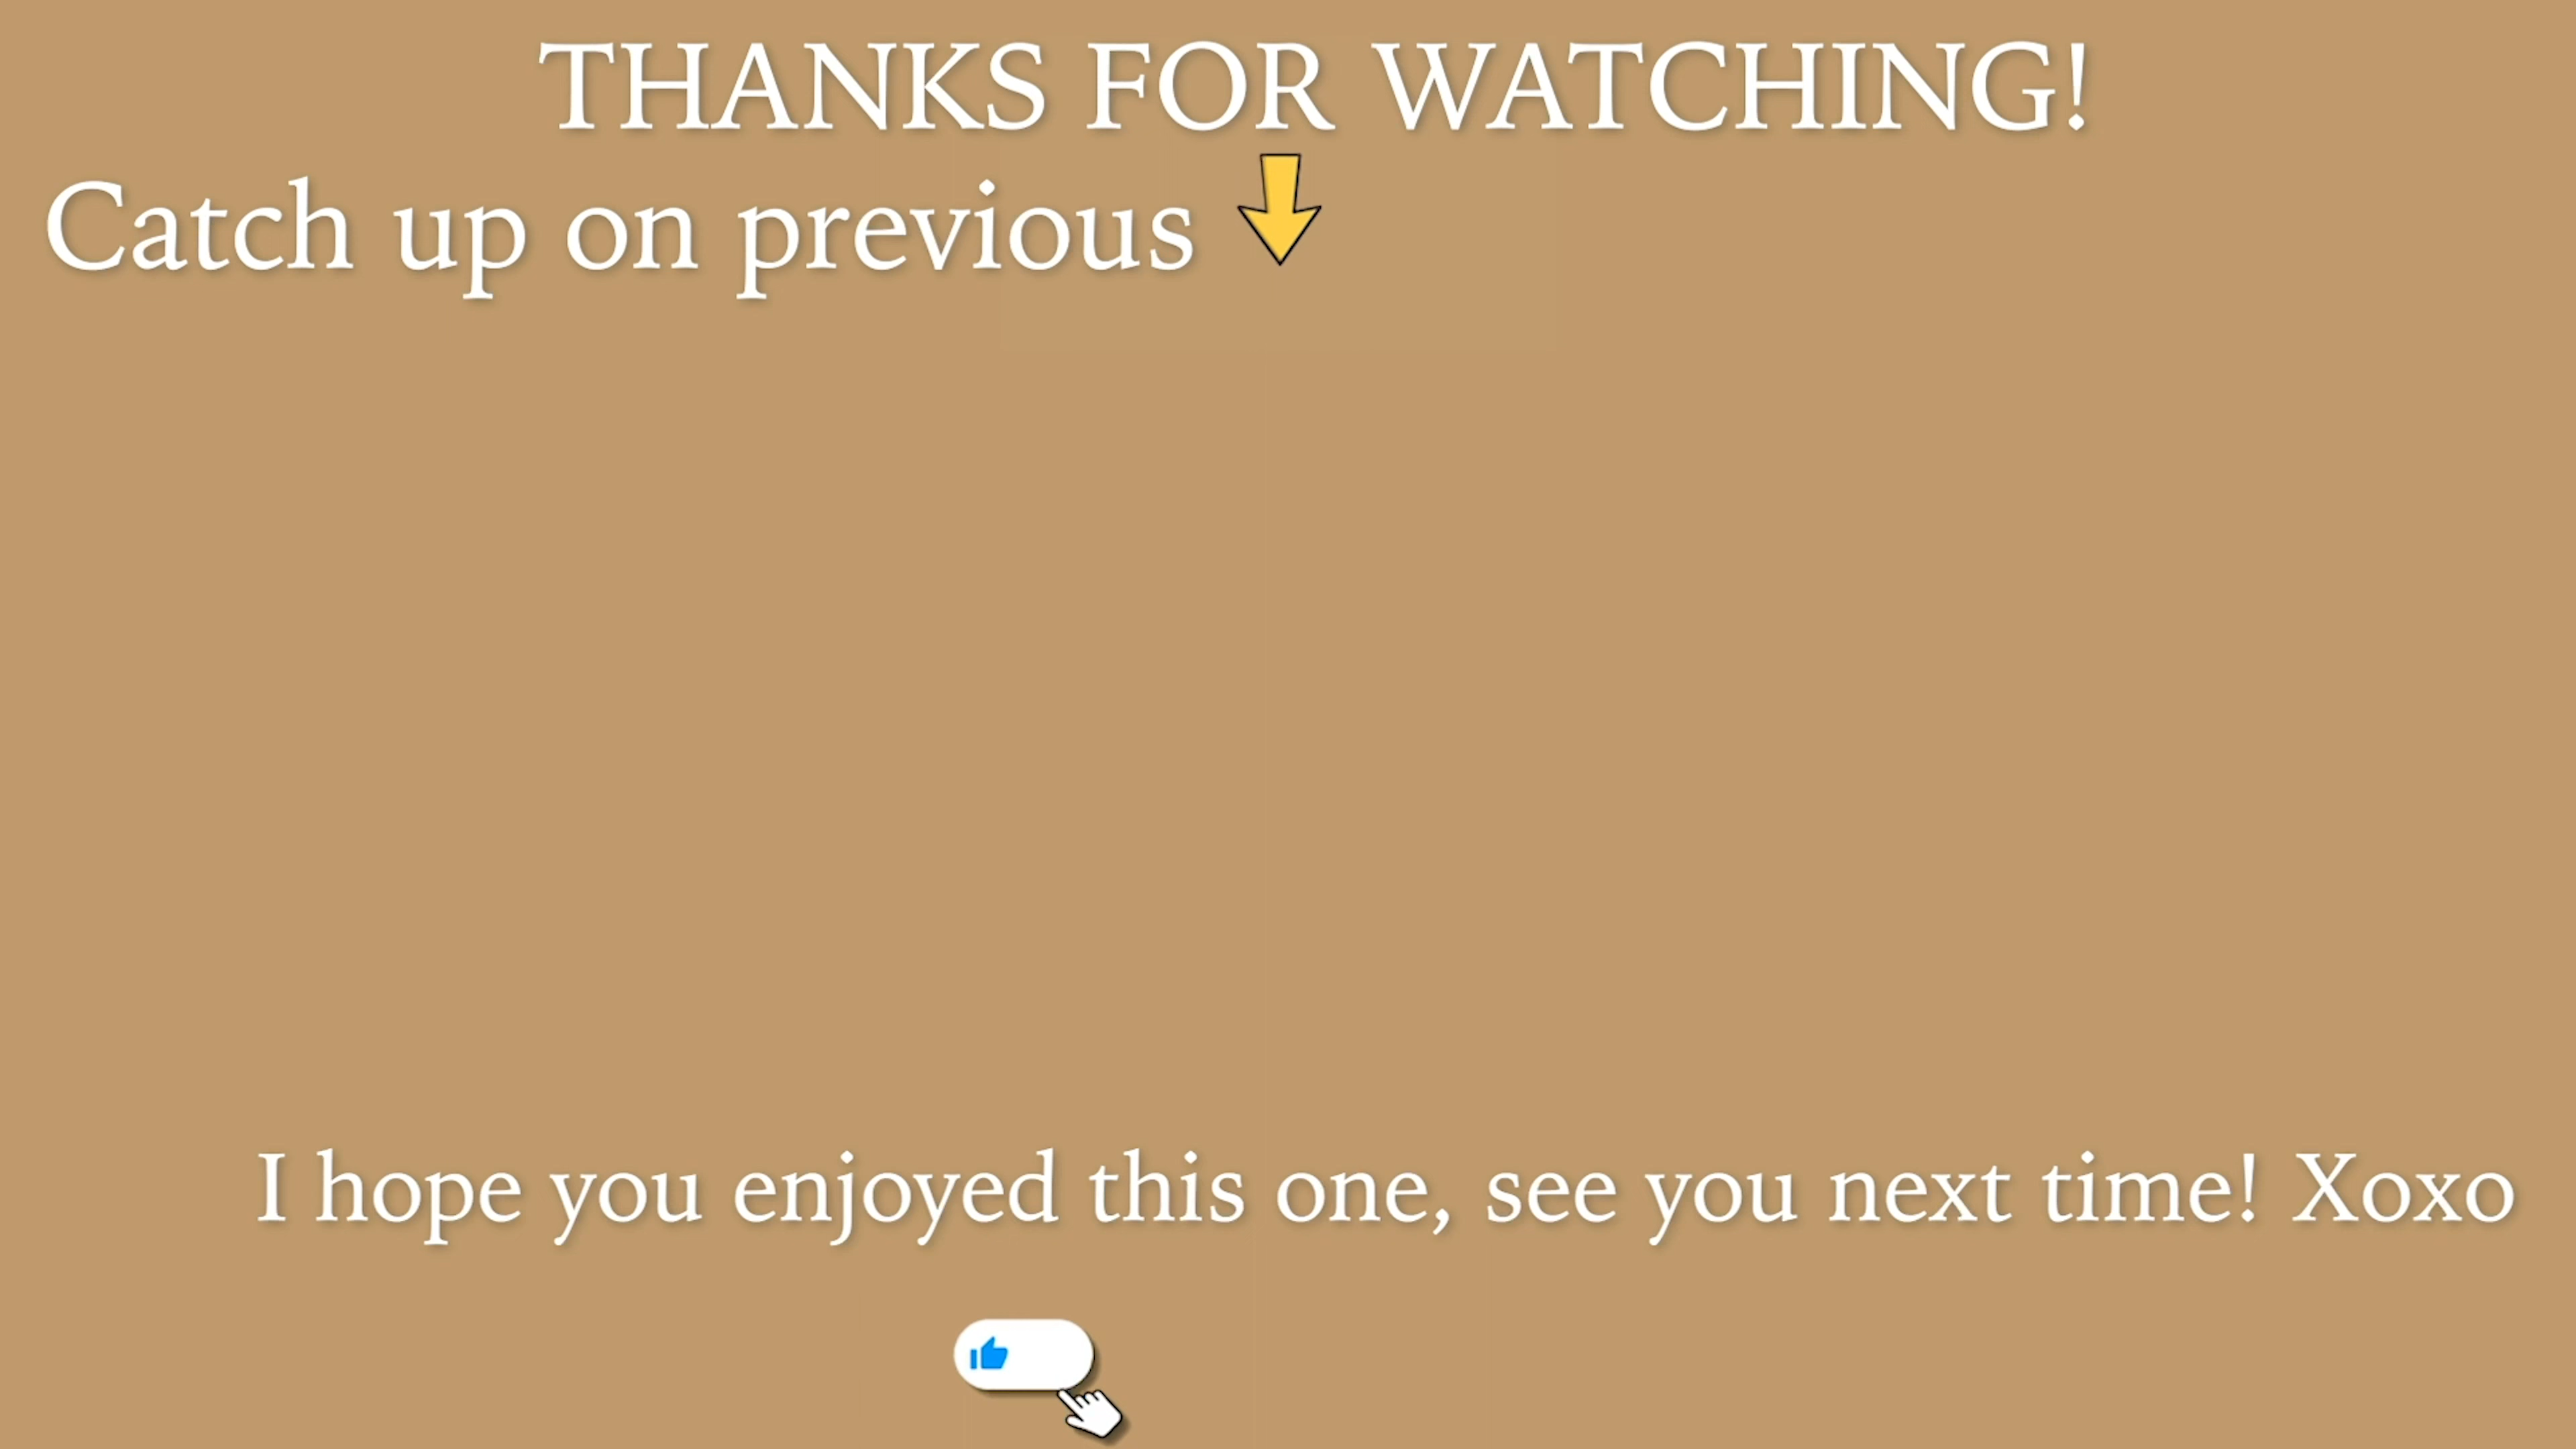 THANKS FOR WATCHING!
Catch up on previous
I hope you enjoyed this one, see you next time! Xoxo